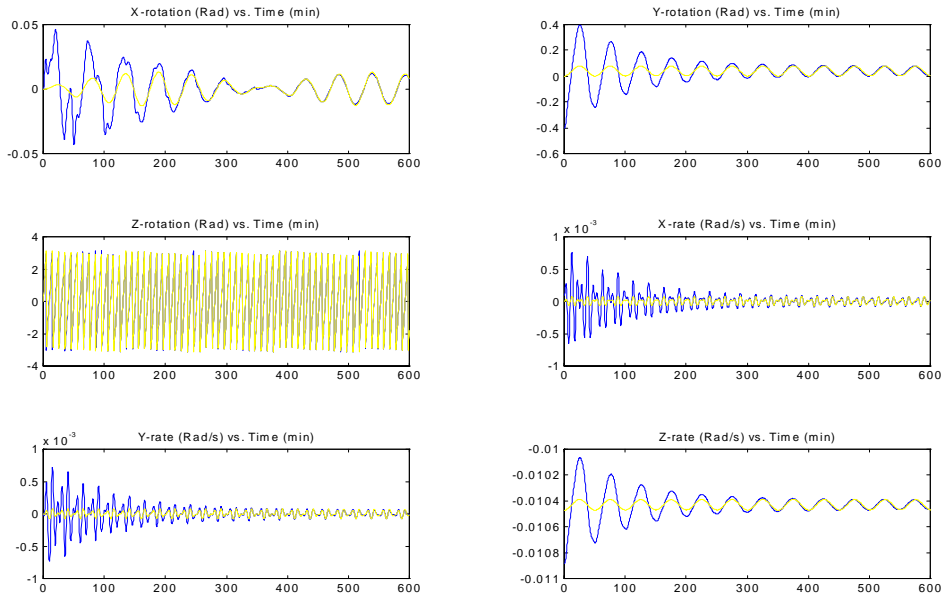 X-rotation (Rad) vs. Time (min)
0.05
0
-0.05
0 100 200 300 400 500 600
Y-rotation (Rad) vs. Time (min)
0.4
0.2
0
-0.2
-0.4
-0.6
0 100 200 300 400 500 600
Z-rotation (Rad) vs. Time (min)
4
2
0
-2
-4
0 100 200 300 400 500 600
X-rate (Rad/s) vs. Time (min)
x 10-3
1
0.5
0
-0.5
-1
0 100 200 300 400 500 600
Y-rate (Rad/s) vs. Time (min)
x 10-3
1
0.5
0
-0.5
-1
0 100 200 300 400 500 600
Z-rate (Rad/s) vs. Time (min)
-0.01
-0.0102
-0.0104
-0.0106
-0.0108
-0.011
0 100 200 300 400 500 600